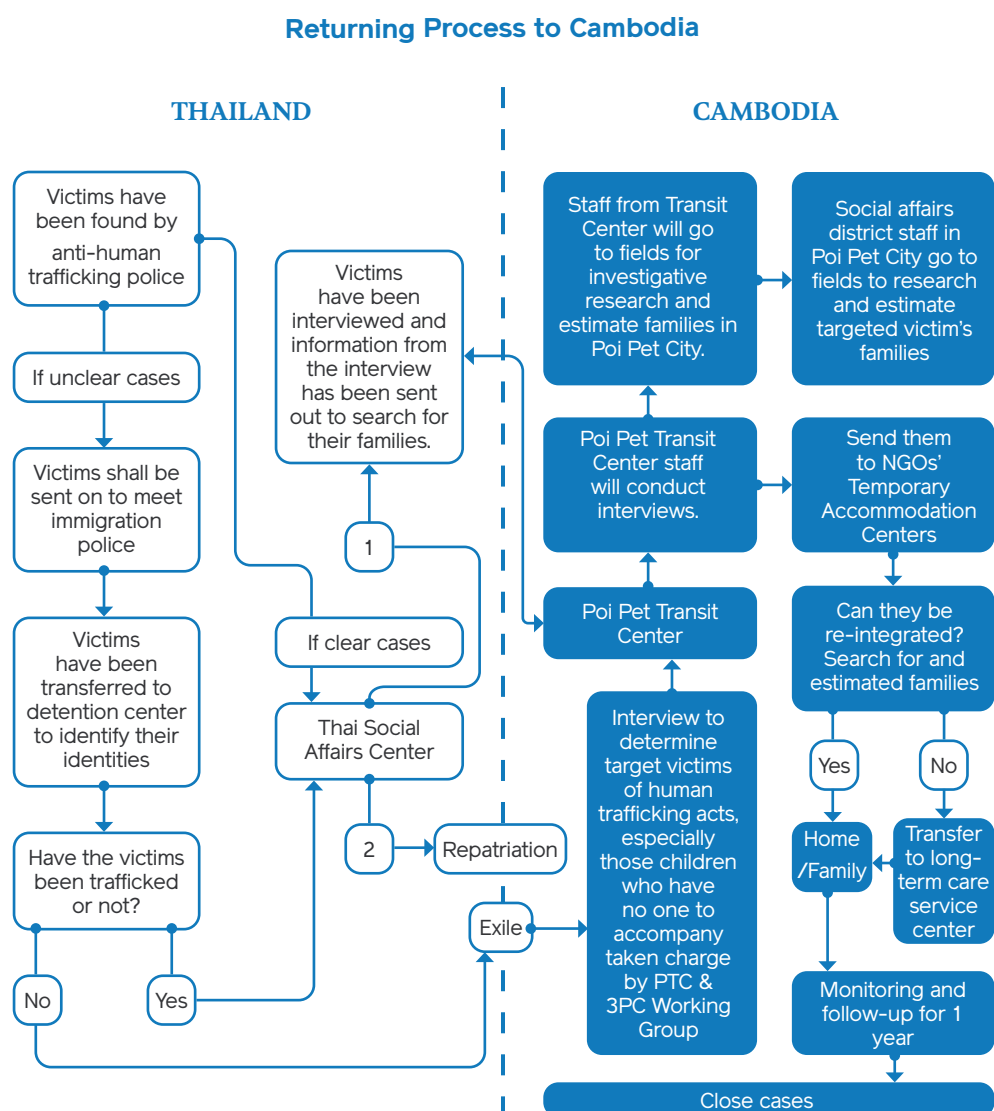 Returning Process to Cambodia
THAILAND
Victims have
been found by
anti-human
trafficking police
If unclear cases
Victims shall be
sent on to meet
immigration
police
Victims
have been
transferred to
detention center
to identify their
identities
Have the victims
been trafficked
or not?
No
Yes
Victims
have been
interviewed and
information from
the interview
has been sent
out to search for
their families.
1
If clear cases
Thai Social
Affairs Center
2
Repatriation
Exile
CAMBODIA
Staff from Transit
Center will go
to fields for
investigative
research and
estimate families in
Poi Pet City.
Social affairs
district staff in
Poi Pet City go to
fields to research
and estimate
targeted victim's
families
Poi Pet Transit
Center staff
will conduct
interviews.
Send them
to NGOs'
Temporary
Accommodation
Centers
Poi Pet Transit
Center
Can they be
re-integrated?
Search for and
estimated families
Interview to
determine
target victims
of human
trafficking acts,
especially
those children
who have
no one to
accompany
taken charge
by PTC &
3PC Working
Group
Yes
No
Home
/Family
Transfer
to long-
term care
service
center
Monitoring and
follow-up for 1
year
Close cases